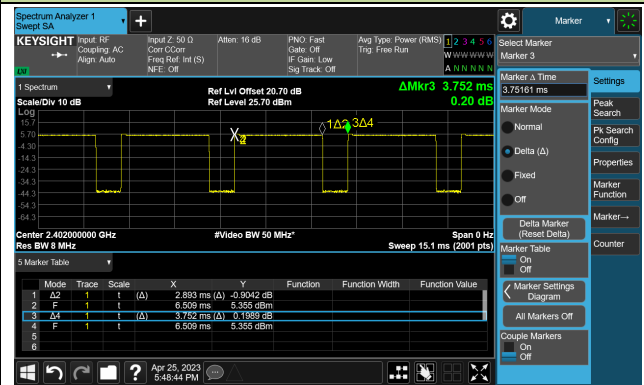 Spectrum Analyzer 1
Swept SA
Marker
KEYSIGHT
Input: RF
Coupling: AC
Align: Auto
Input Z: 50 Ω
Corr CCorr
Freq Ref: Int (S)
NFE: Off
Atten: 16 dB
PNO: Fast
Gate: Off
IF Gain: Low
Sig Track: Off
Avg Type: Power (RMS)
Trig: Free Run
1 2 3 4 5 6
W W W W W W
A N N N N N
LXI
Select Marker
Marker 3
1 Spectrum
Scale/Div 10 dB
Ref Lvl Offset 20.70 dB
Ref Level 25.70 dBm
ΔMkr3 3.752 ms
0.20 dB
Log
15.7
5.70
-4.30
-14.3
-24.3
-34.3
-44.3
-54.3
-64.3
1Δ2
3Δ4
Center 2.402000000 GHz
Res BW 8 MHz
#Video BW 50 MHz*
Span 0 Hz
Sweep 15.1 ms (2001 pts)
5 Marker Table
Mode Trace Scale X Y Function Function Width Function Value
1 Δ2 1 t (Δ) 2.893 ms (Δ) -0.9042 dB
2 F 1 t 6.509 ms 5.355 dBm
3 Δ4 1 t (Δ) 3.752 ms (Δ) 0.1989 dB
4 F 1 t 6.509 ms 5.355 dBm
5
6
Marker Δ Time
3.75161 ms
Marker Mode
Normal
Delta (Δ)
Fixed
Off
Delta Marker
(Reset Delta)
Marker Table
On
Off
Marker Settings
Diagram
All Markers Off
Couple Markers
On
Off
Settings
Peak
Search
Pk Search
Config
Properties
Marker
Function
Marker→
Counter
?
Apr 25, 2023
5:48:44 PM